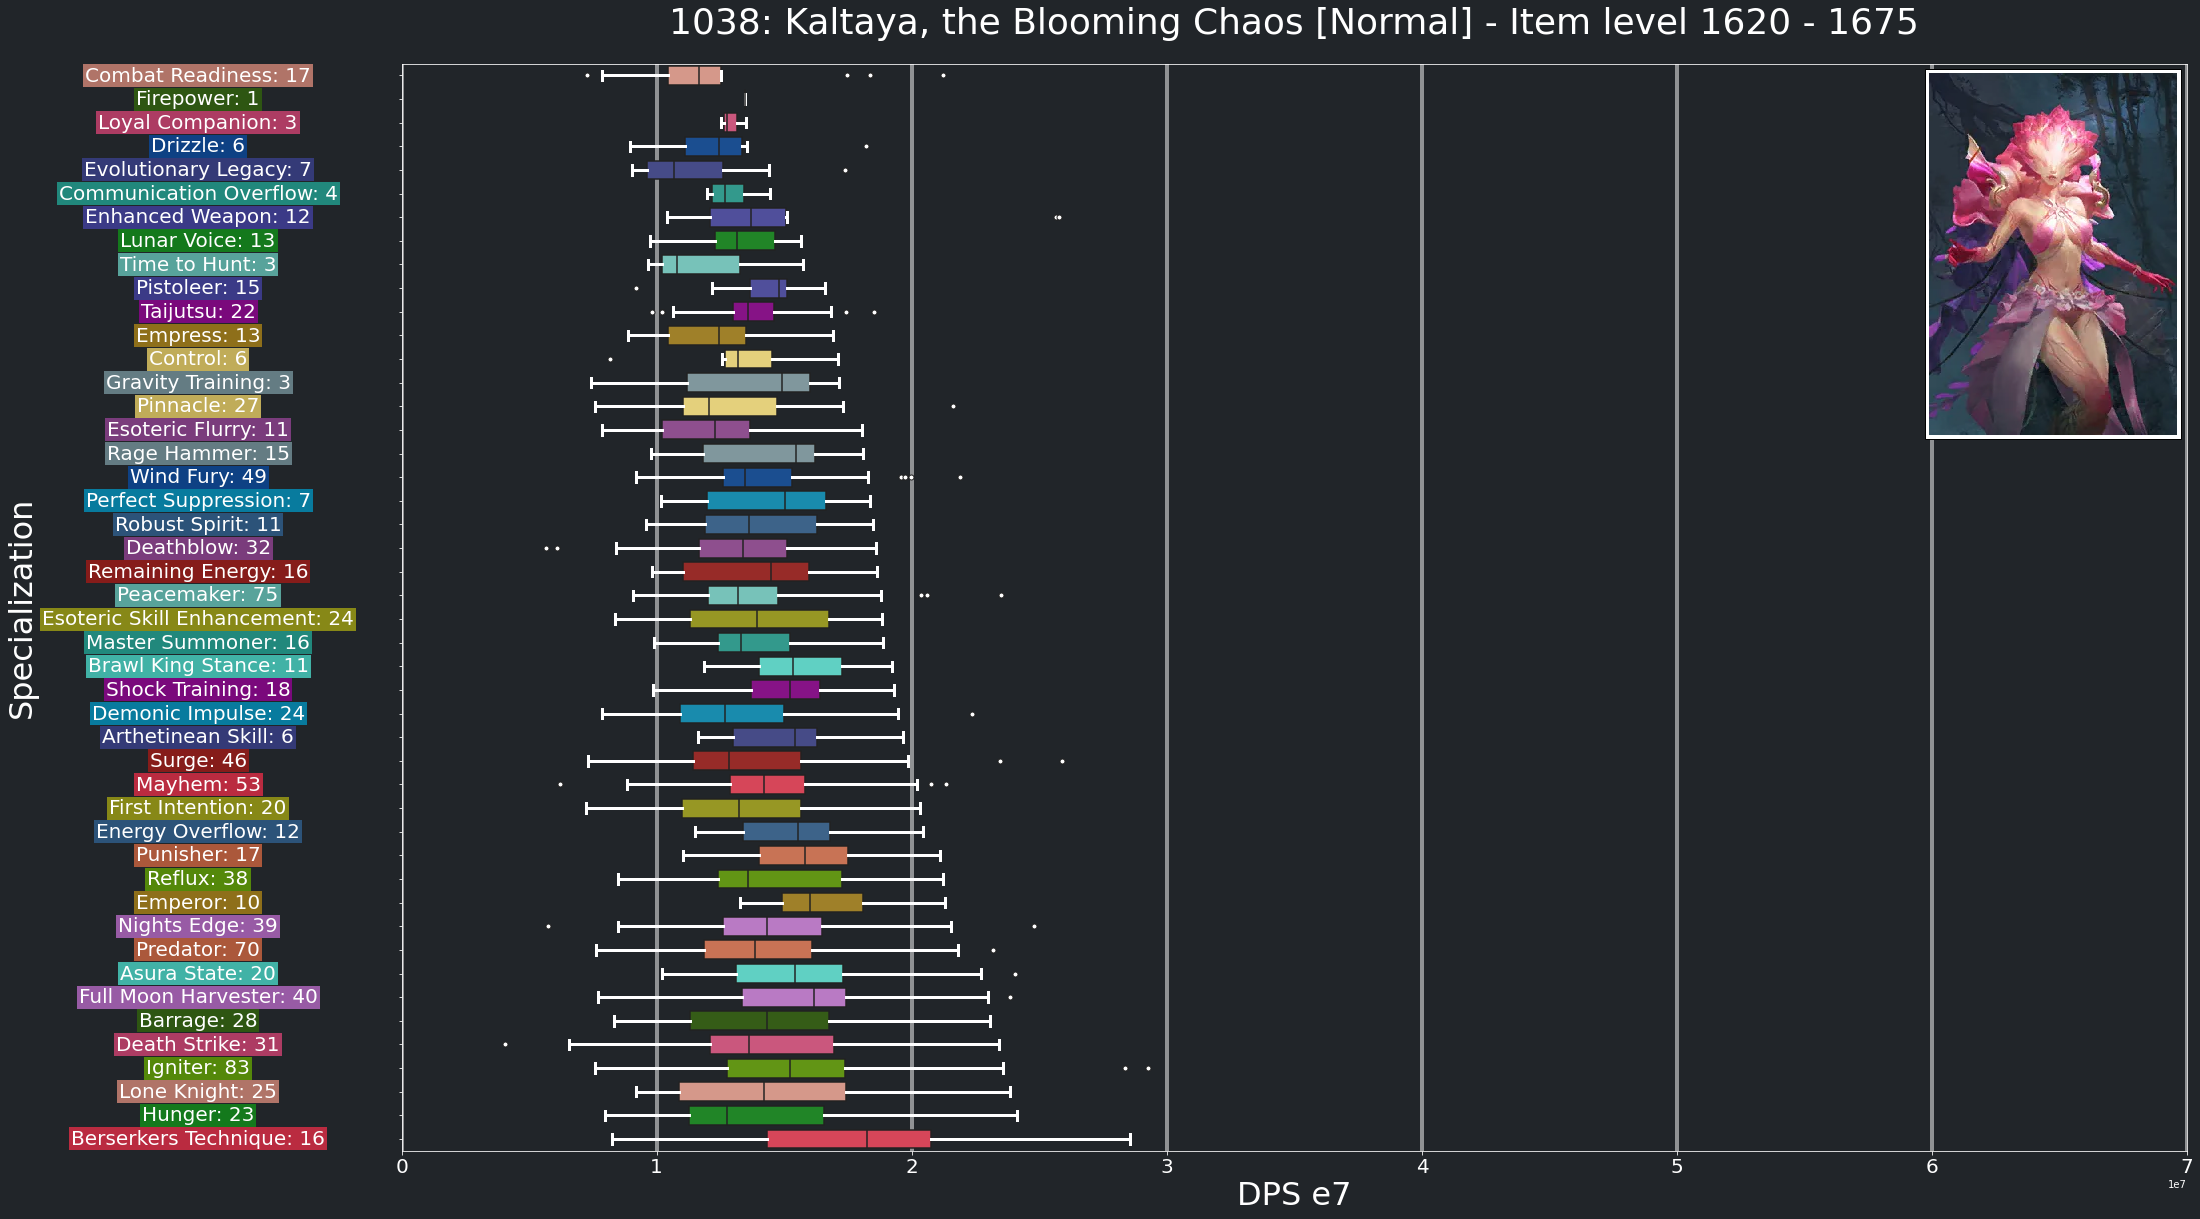 1038: Kaltaya, the Blooming Chaos [Normal] - Item level 1620 - 1675
Specialization
Combat Readiness: 17
Firepower: 1
Loyal Companion: 3
Drizzle: 6
Evolutionary Legacy: 7
Communication Overflow: 4
Enhanced Weapon: 12
Lunar Voice: 13
Time to Hunt: 3
Pistoleer: 15
Taijutsu: 22
Empress: 13
Control: 6
Gravity Training: 3
Pinnacle: 27
Esoteric Flurry: 11
Rage Hammer: 15
Wind Fury: 49
Perfect Suppression: 7
Robust Spirit: 11
Deathblow: 32
Remaining Energy: 16
Peacemaker: 75
Esoteric Skill Enhancement: 24
Master Summoner: 16
Brawl King Stance: 11
Shock Training: 18
Demonic Impulse: 24
Arthetinean Skill: 6
Surge: 46
Mayhem: 53
First Intention: 20
Energy Overflow: 12
Punisher: 17
Reflux: 38
Emperor: 10
Nights Edge: 39
Predator: 70
Asura State: 20
Full Moon Harvester: 40
Barrage: 28
Death Strike: 31
Igniter: 83
Lone Knight: 25
Hunger: 23
Berserkers Technique: 16
0 1 2 3 4 5 6 7
1e7
DPS e7